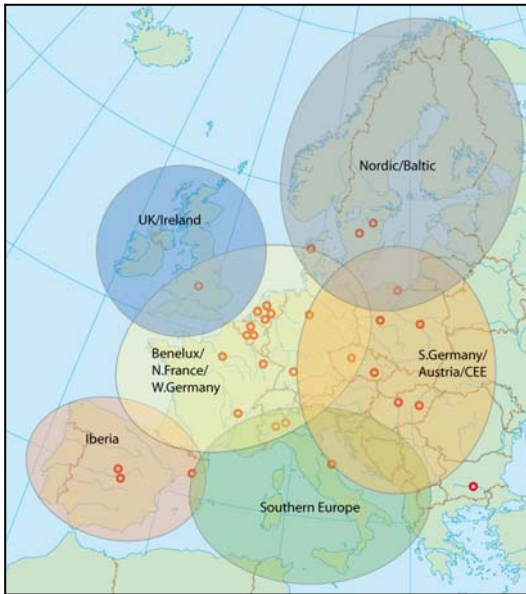 Nordic/Baltic
UK/Ireland
Benelux/
N.France/
W.Germany
S.Germany/
Austria/CEE
Iberia
Southern Europe